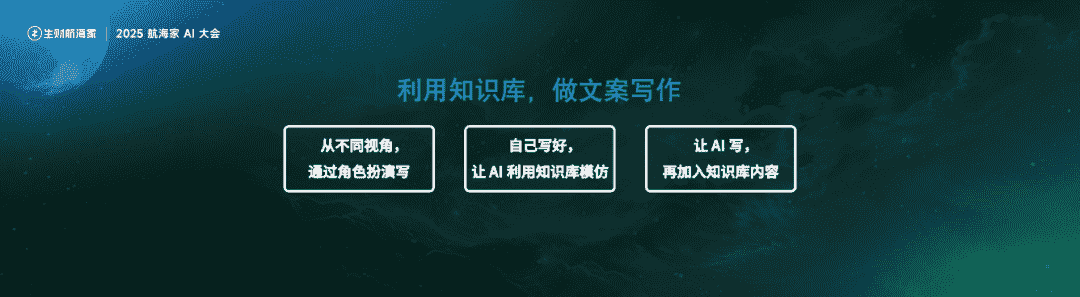 生财航海家 | 2025 航海家 AI 大会
利用知识库，做文案写作
从不同视角，
通过角色扮演写
自己写好，
让 AI 利用知识库模仿
让 AI 写，
再加入知识库内容